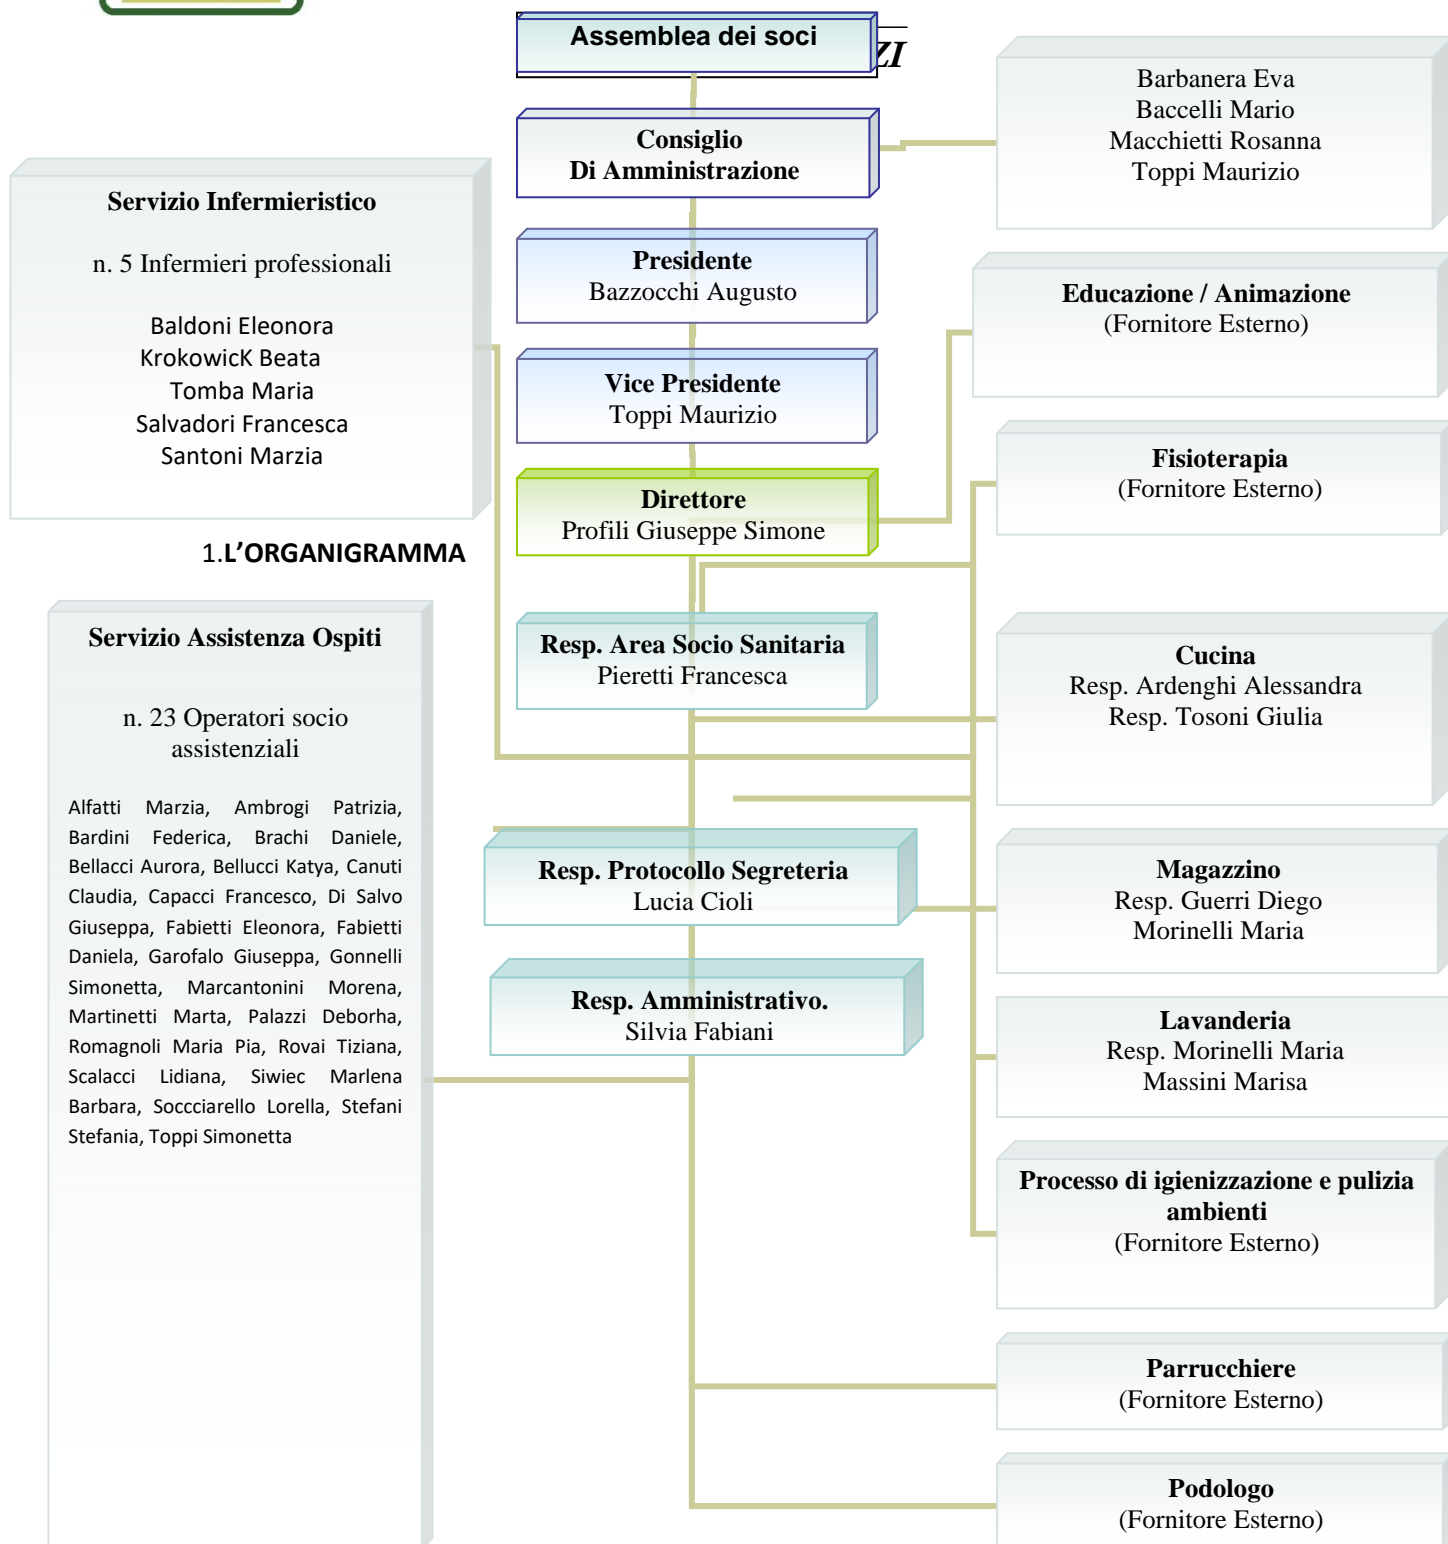 Assemblea dei soci
ZI
Consiglio
Di Amministrazione
Barbanera Eva
Baccelli Mario
Macchietti Rosanna
Toppi Maurizio
Servizio Infermieristico
n. 5 Infermieri professionali
Baldoni Eleonora
KrokowicK Beata
Tomba Maria
Salvadori Francesca
Santoni Marzia
Presidente
Bazzocchi Augusto
Educazione / Animazione
(Fornitore Esterno)
Vice Presidente
Toppi Maurizio
Fisioterapia
(Fornitore Esterno)
Direttore
Profili Giuseppe Simone
1.L'ORGANIGRAMMA
Servizio Assistenza Ospiti
n. 23 Operatori socio
assistenziali
Alfatti Marzia, Ambrogi Patrizia,
Bardini Federica, Brachi Daniele,
Bellacci Aurora, Bellucci Katya, Canuti
Claudia, Capacci Francesco, Di Salvo
Giuseppa, Fabietti Eleonora, Fabietti
Daniela, Garofalo Giuseppa, Gonnelli
Simonetta, Marcantonini Morena,
Martinetti Marta, Palazzi Deborha,
Romagnoli Maria Pia, Rovai Tiziana,
Scalacci Lidiana, Siwiec Marlena
Barbara, Soccciarello Lorella, Stefani
Stefania, Toppi Simonetta
Resp. Area Socio Sanitaria
Pieretti Francesca
Cucina
Resp. Ardenghi Alessandra
Resp. Tosoni Giulia
Resp. Protocollo Segreteria
Lucia Cioli
Magazzino
Resp. Guerri Diego
Morinelli Maria
Resp. Amministrativo.
Silvia Fabiani
Lavanderia
Resp. Morinelli Maria
Massini Marisa
Processo di igienizzazione e pulizia
ambienti
(Fornitore Esterno)
Parrucchiere
(Fornitore Esterno)
Podologo
(Fornitore Esterno)